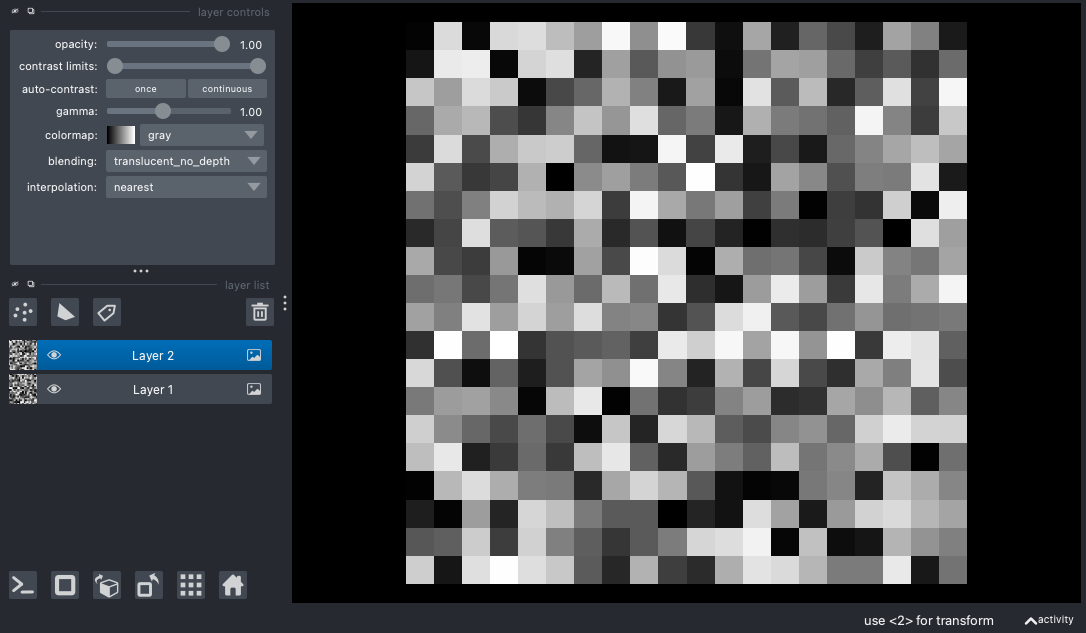 layer controls
opacity: 1.00
contrast limits:
auto-contrast: once continuous
gamma: 1.00
colormap: gray
blending: translucent_no_depth
interpolation: nearest
layer list
Layer 2
Layer 1
use <2> for transform activity